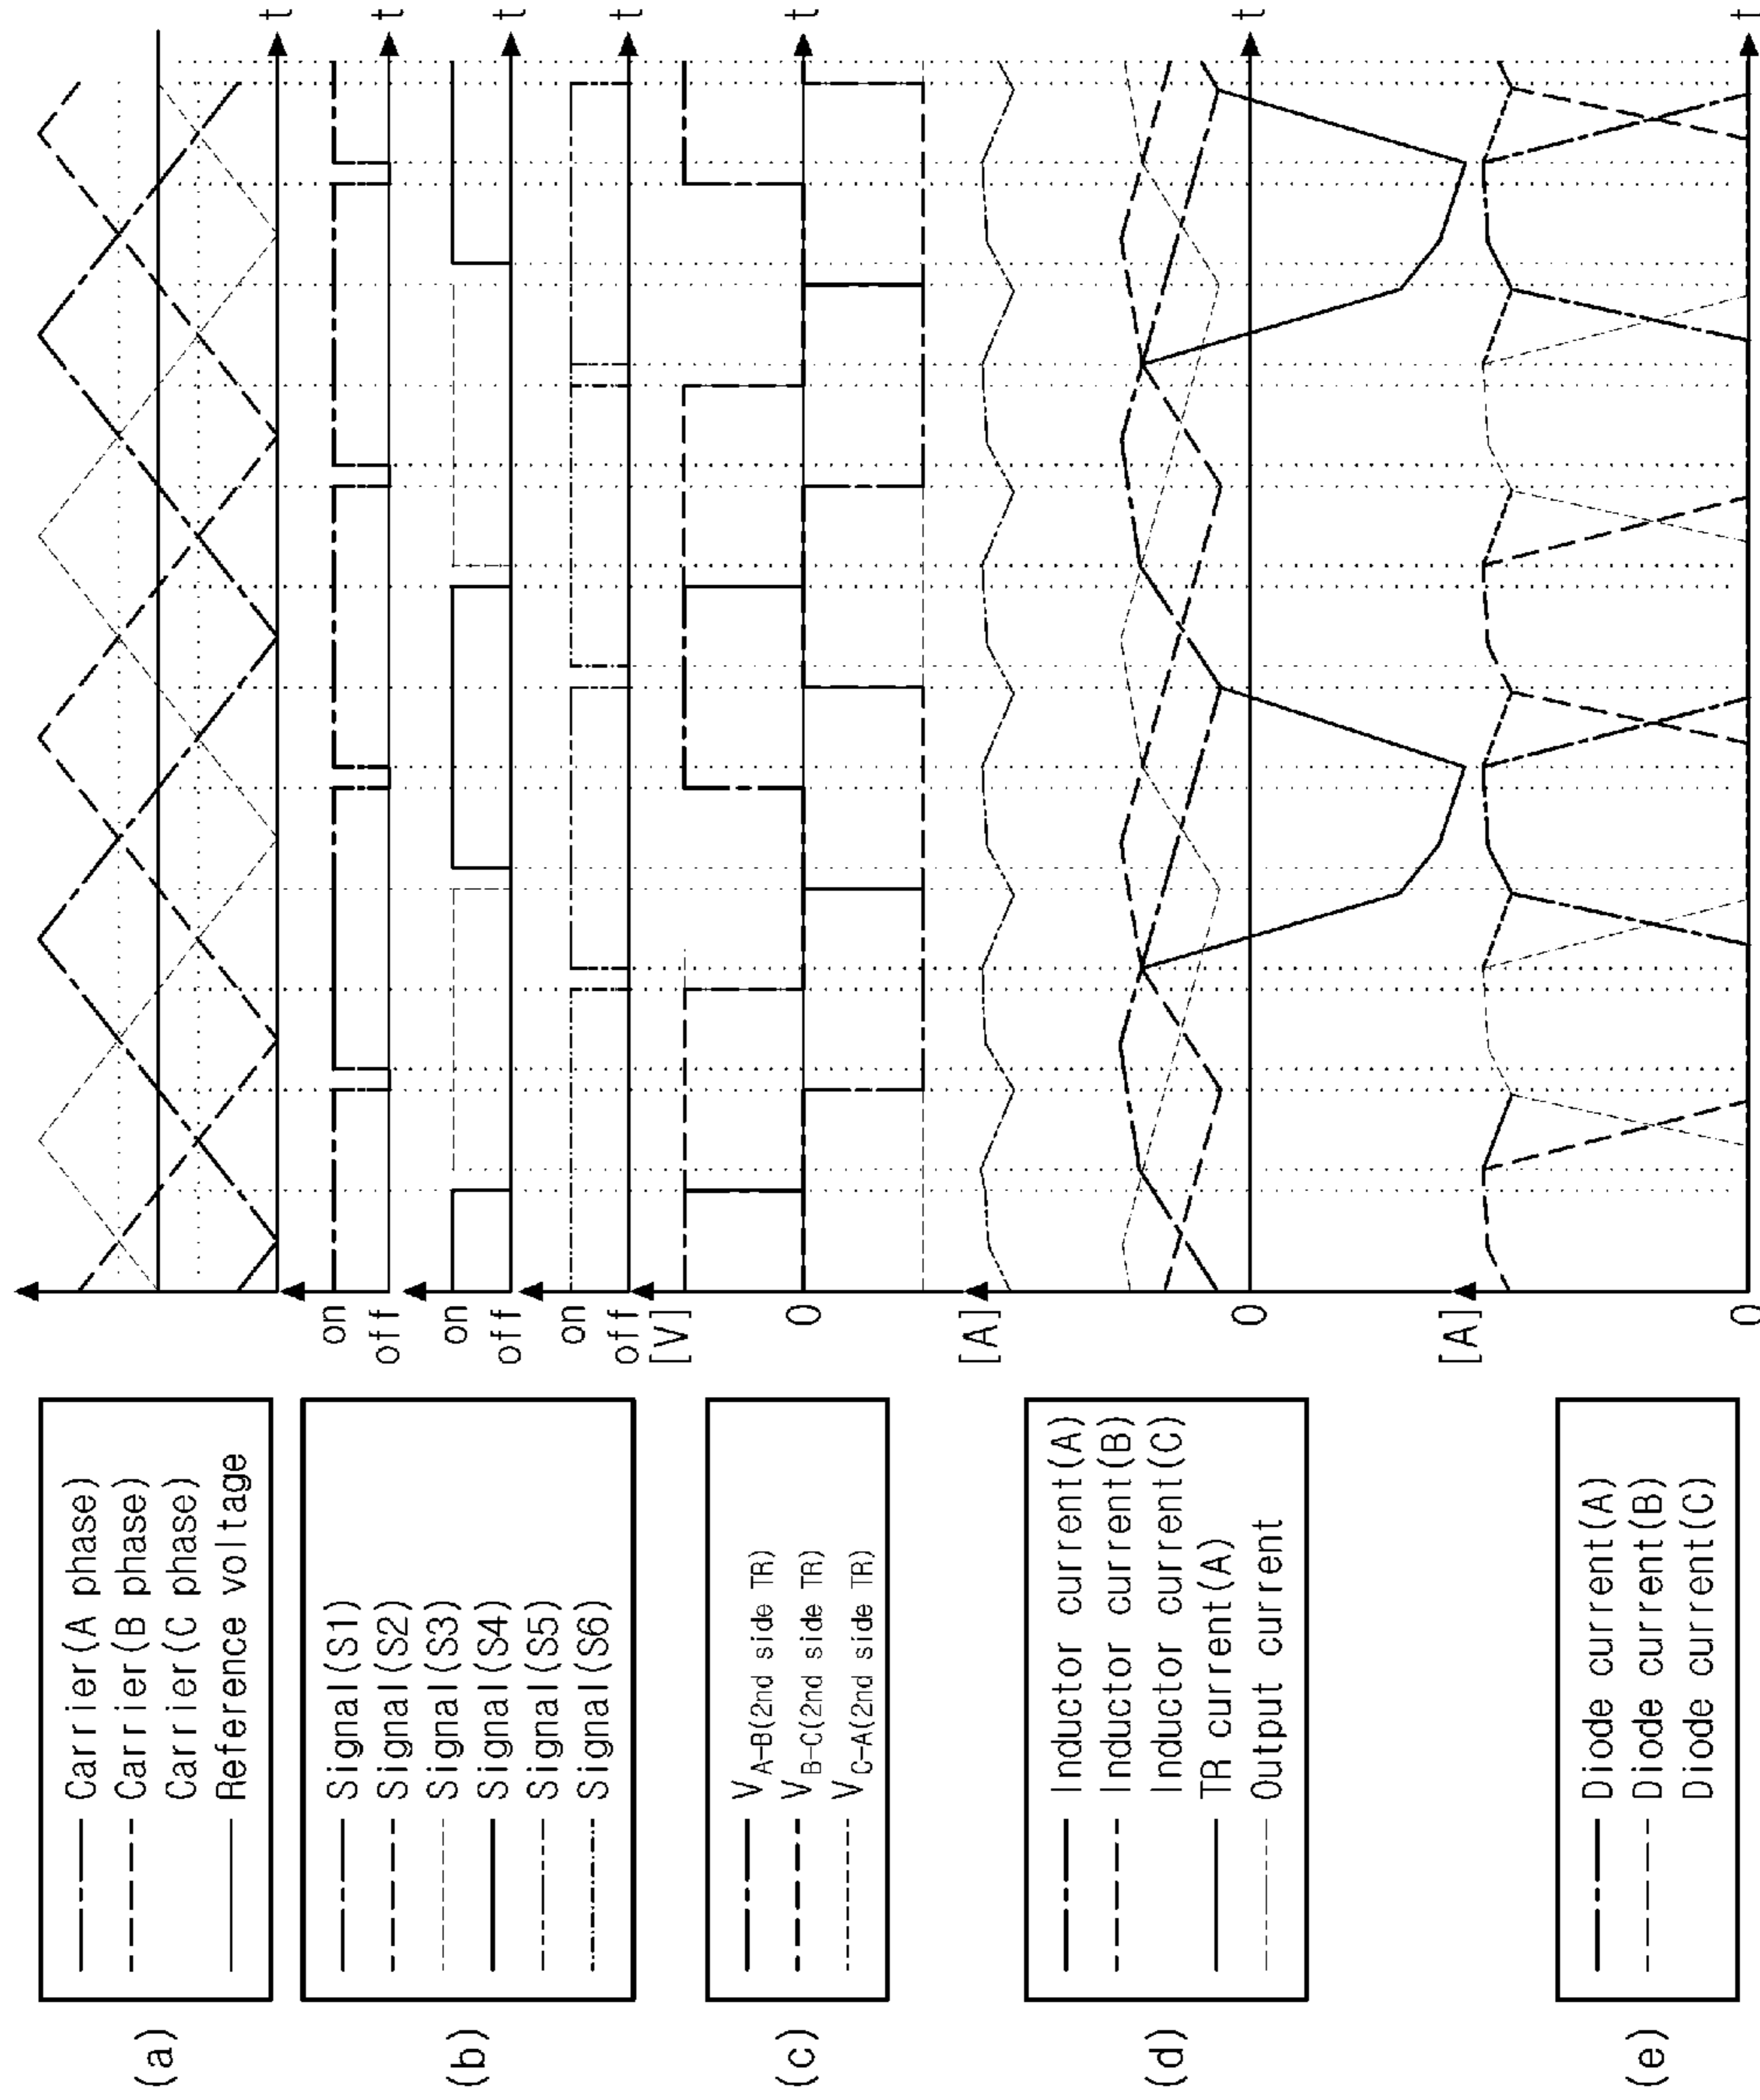 (a)
Carrier(A phase)
Carrier(B phase)
Carrier(C phase)
Reference voltage
t
(b)
Signal(S1)
Signal(S2)
Signal(S3)
Signal(S4)
Signal(S5)
Signal(S6)
on
off
t
on
off
t
on
off
t
(c)
VA-B(2nd side TR)
VB-C(2nd side TR)
VC-A(2nd side TR)
[V]
0
t
(d)
Inductor current(A)
Inductor current(B)
Inductor current(C)
TR current(A)
Output current
[A]
0
t
(e)
Diode current(A)
Diode current(B)
Diode current(C)
[A]
0
t